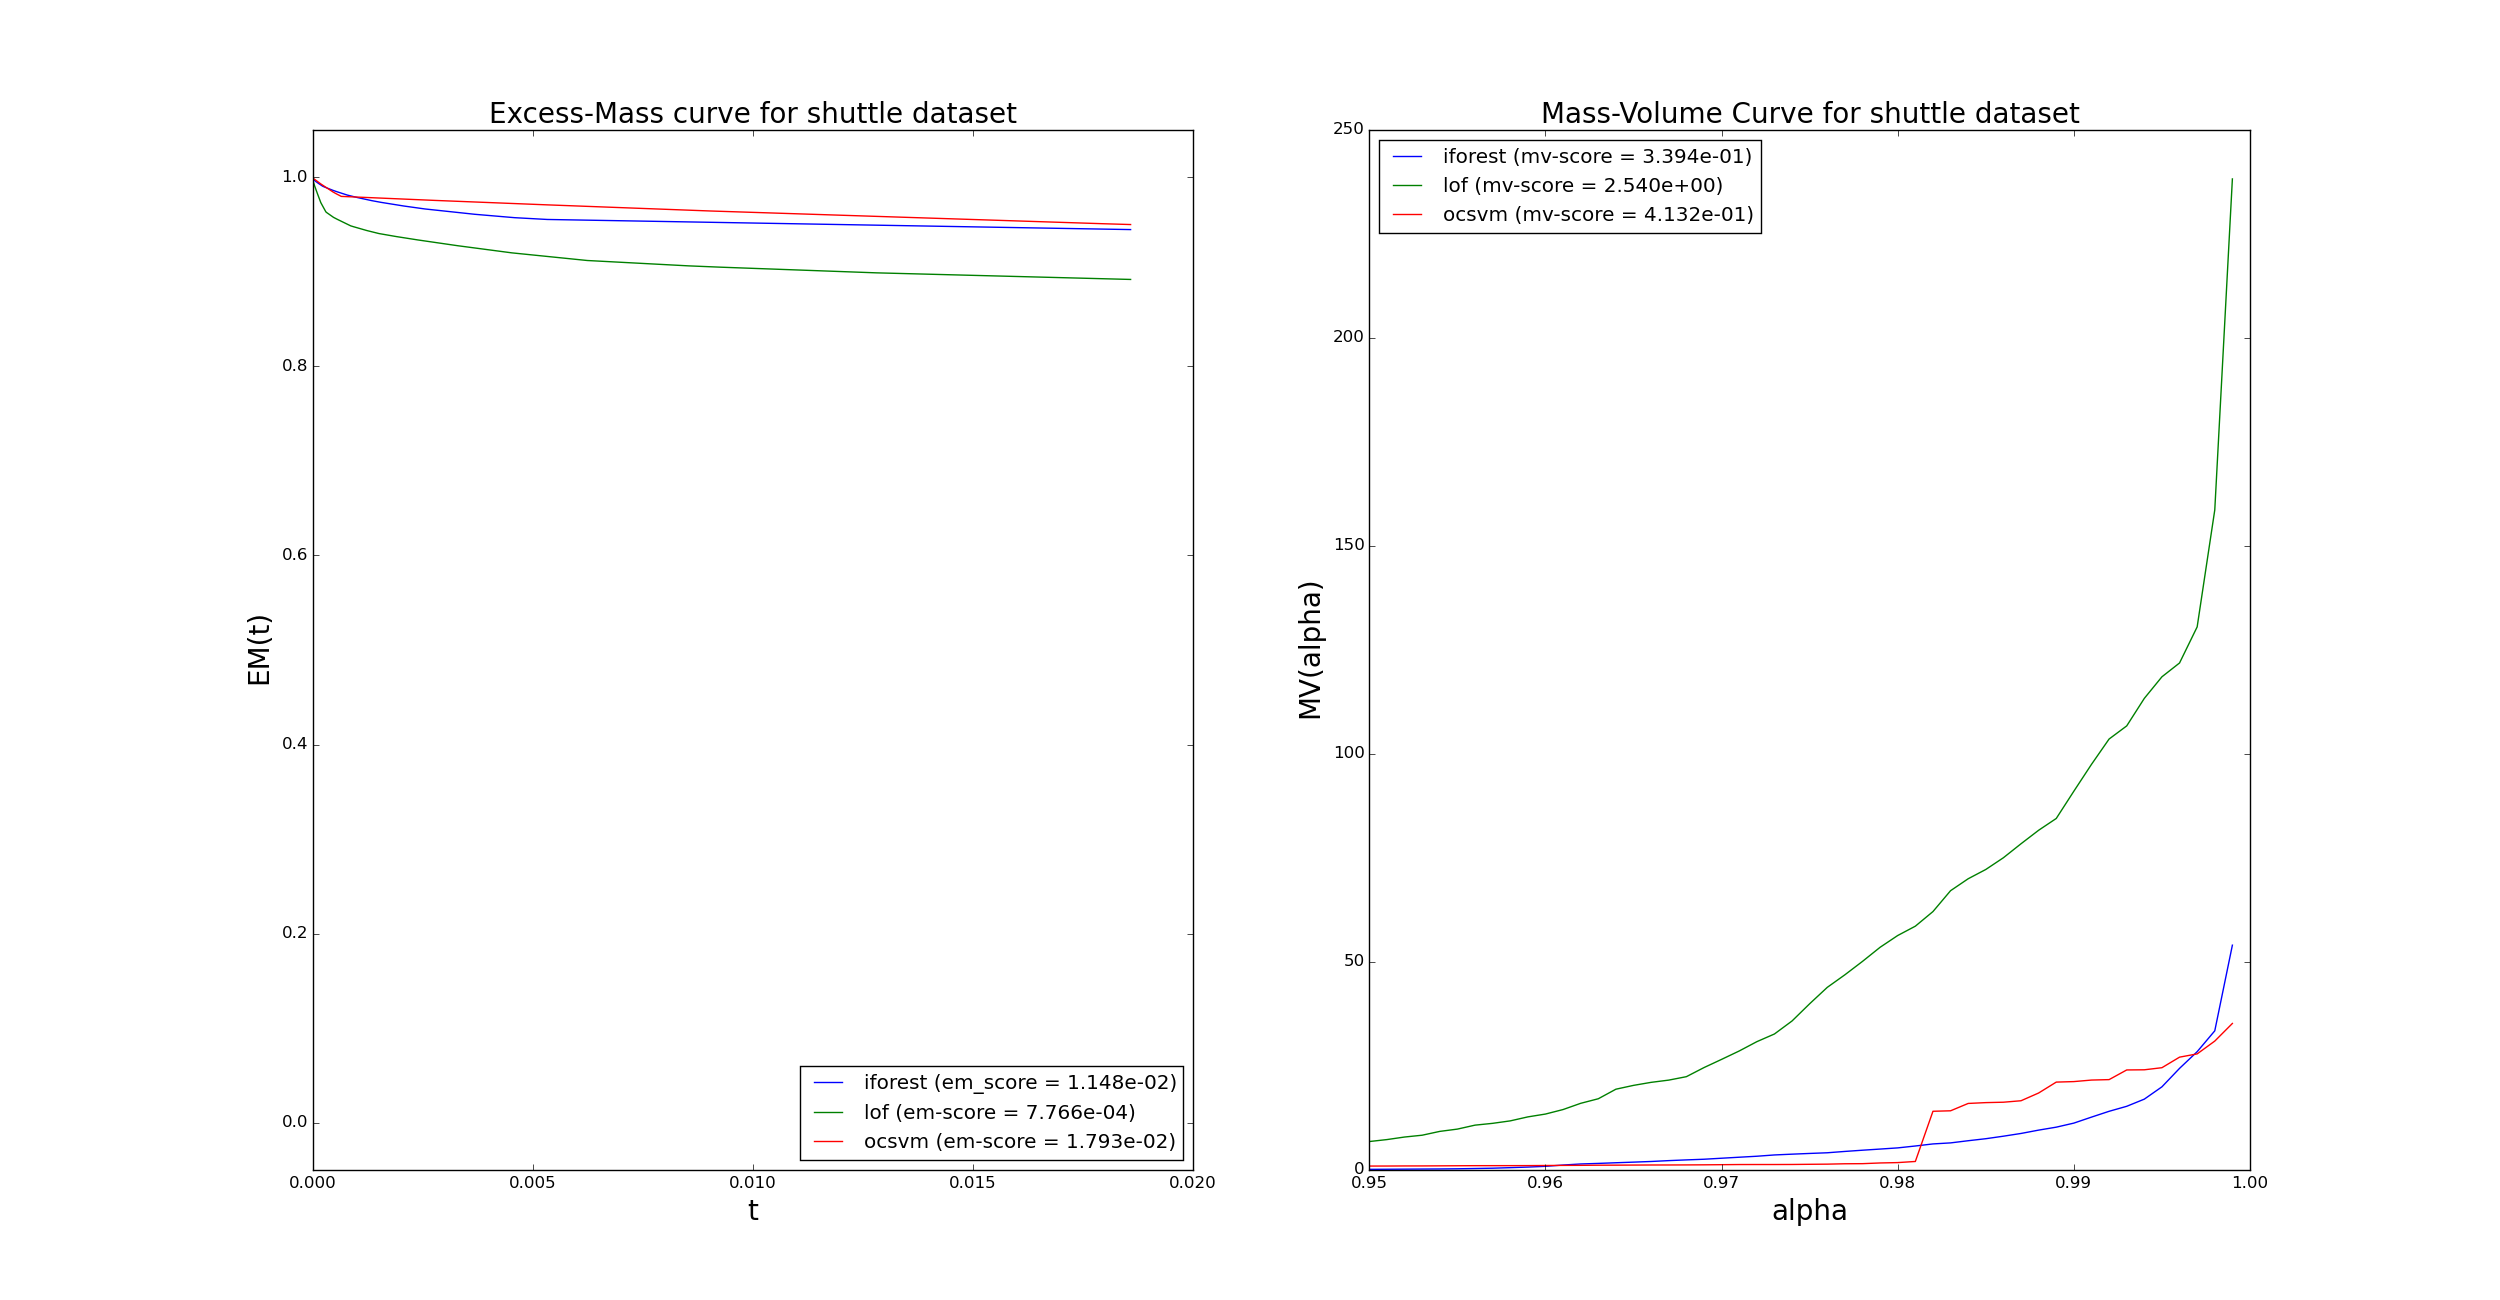 Excess-Mass curve for shuttle dataset
EM(t)
1.0
0.8
0.6
0.4
0.2
0.0
iforest (em_score = 1.148e-02)
lof (em-score = 7.766e-04)
ocsvm (em-score = 1.793e-02)
0.000 0.005 0.010 0.015 0.020
t
Mass-Volume Curve for shuttle dataset
MV(alpha)
250
200
150
100
50
0
iforest (mv-score = 3.394e-01)
lof (mv-score = 2.540e+00)
ocsvm (mv-score = 4.132e-01)
0.95 0.96 0.97 0.98 0.99 1.00
alpha